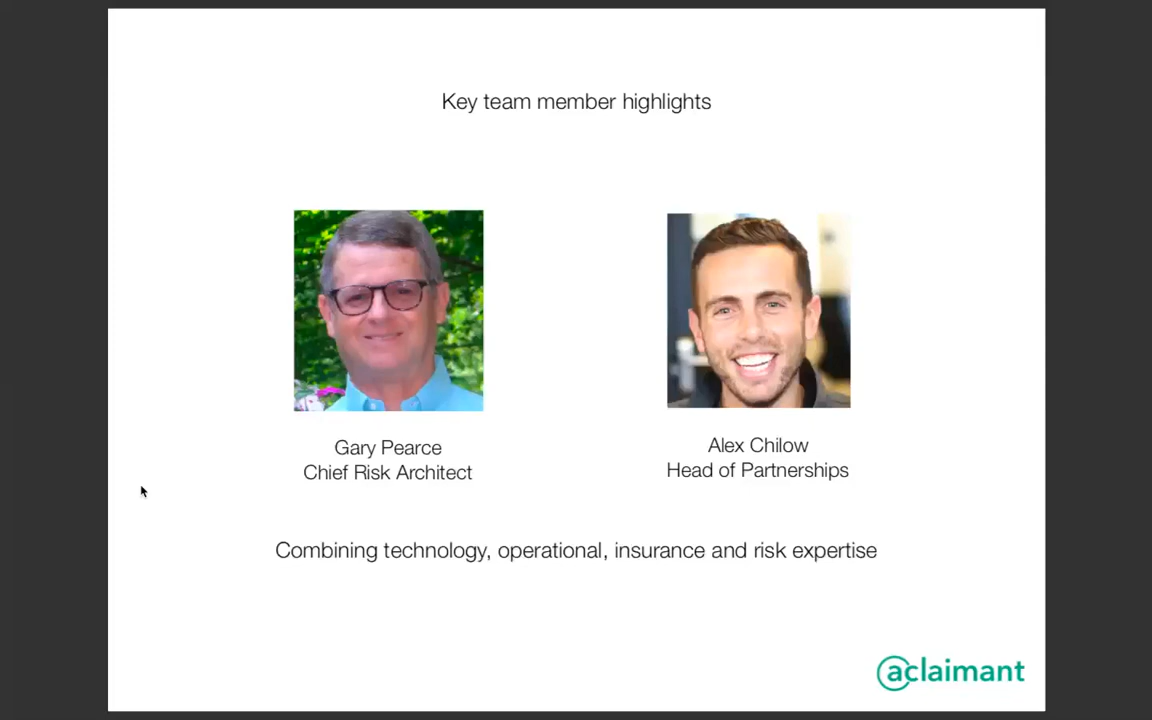 Key team member highlights
Gary Pearce
Chief Risk Architect
Alex Chilow
Head of Partnerships
Combining technology, operational, insurance and risk expertise
@claimant